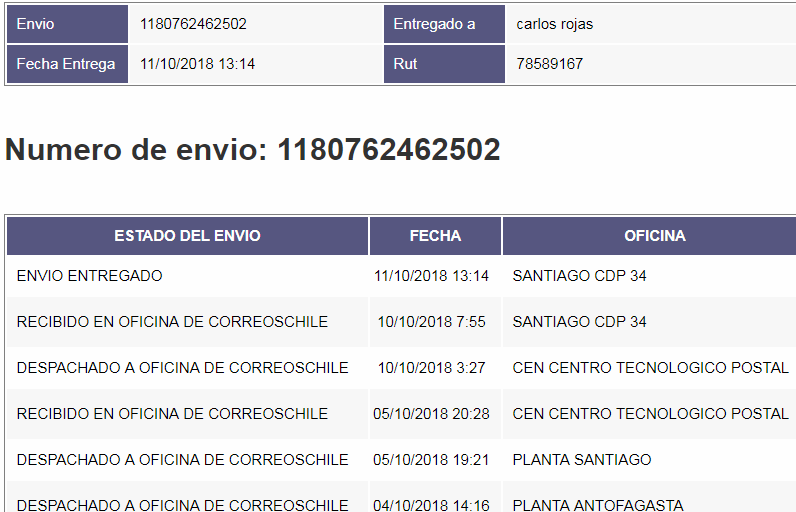 Envio 1180762462502 Entregado a carlos rojas
Fecha Entrega 11/10/2018 13:14 Rut 78589167
Numero de envio: 1180762462502
ESTADO DEL ENVIO FECHA OFICINA
ENVIO ENTREGADO 11/10/2018 13:14 SANTIAGO CDP 34
RECIBIDO EN OFICINA DE CORREOSCHILE 10/10/2018 7:55 SANTIAGO CDP 34
DESPACHADO A OFICINA DE CORREOSCHILE 10/10/2018 3:27 CEN CENTRO TECNOLOGICO POSTAL
RECIBIDO EN OFICINA DE CORREOSCHILE 05/10/2018 20:28 CEN CENTRO TECNOLOGICO POSTAL
DESPACHADO A OFICINA DE CORREOSCHILE 05/10/2018 19:21 PLANTA SANTIAGO
DESPACHADO A OFICINA DE CORREOSCHILE 04/10/2018 14:16 PLANTA ANTOFAGASTA